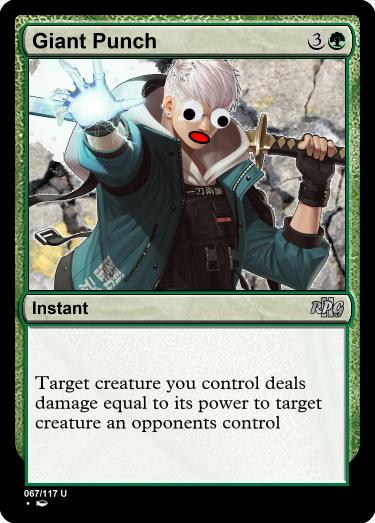 Giant Punch 3
Instant
RPG
Target creature you control deals
damage equal to its power to target
creature an opponents control
067/117 U